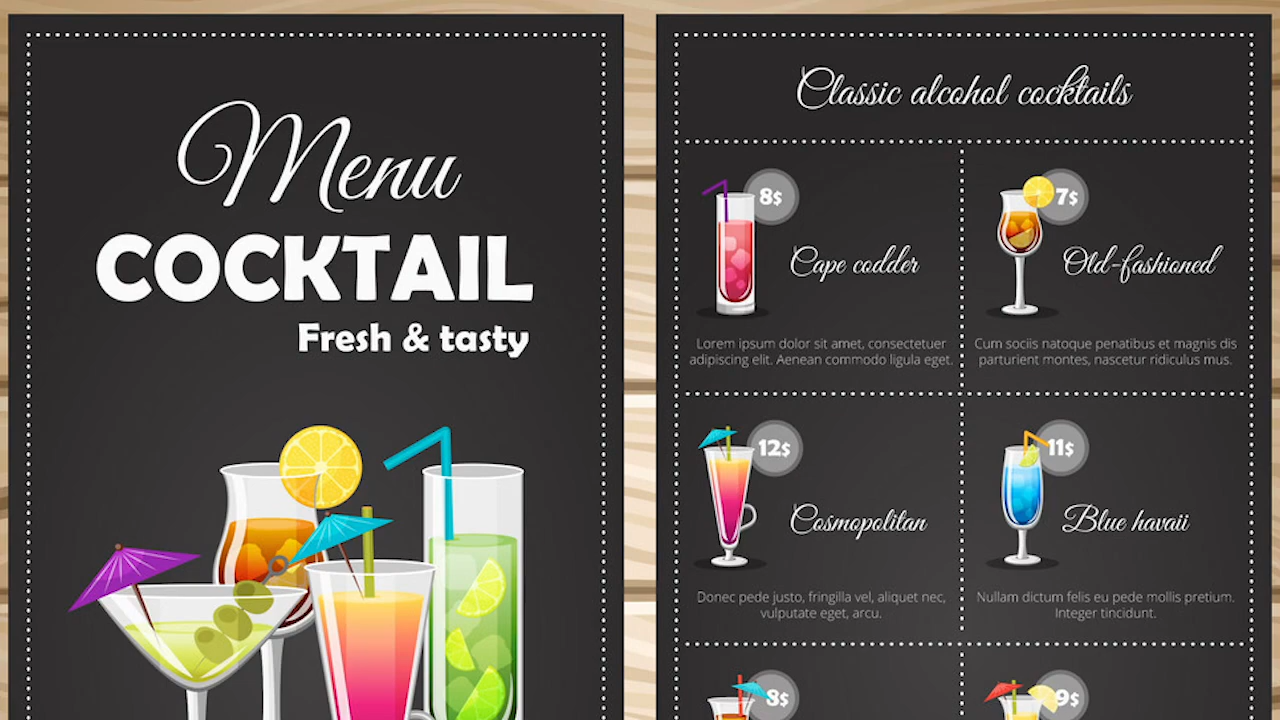 Menu
COCKTAIL
Fresh & tasty
Classic alcohol cocktails
8$
Cape codder
Lorem ipsum dolor sit amet, consectetuer
adipiscing elit. Aenean commodo ligula eget.
7$
Old-fashioned
Cum sociis natoque penatibus et magnis dis
parturient montes, nascetur ridiculus mus.
12$
Cosmopolitan
Donec pede justo, fringilla vel, aliquet nec,
vulputate eget, arcu.
11$
Blue havaii
Nullam dictum felis eu pede mollis pretium.
Integer tincidunt.
8$
9$